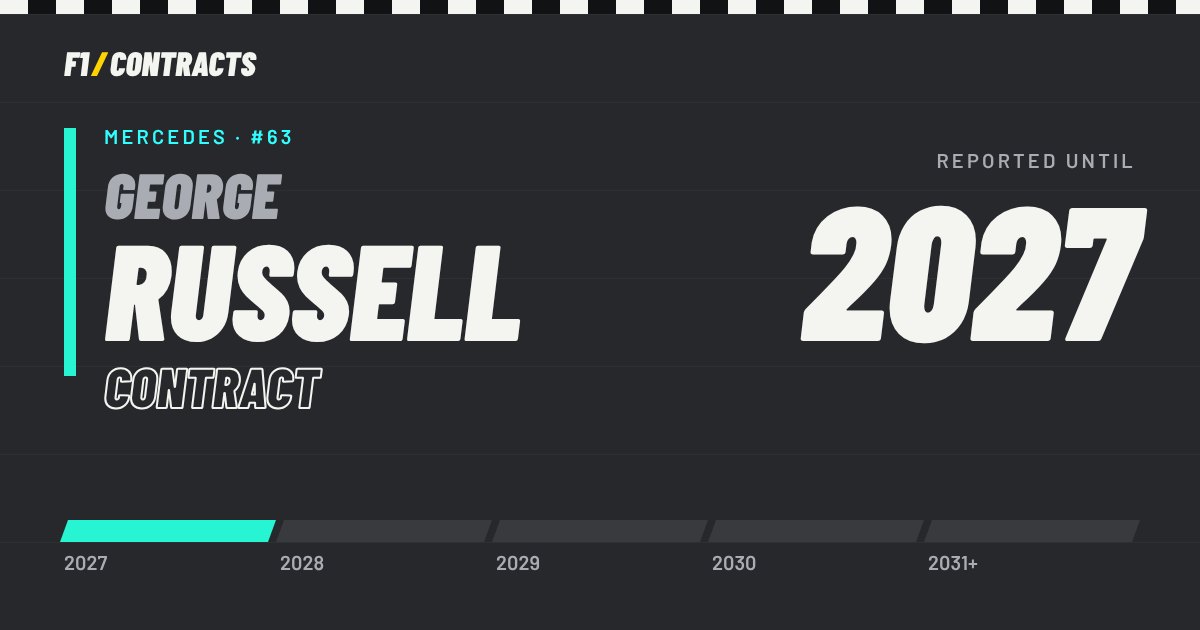 F1/CONTRACTS
MERCEDES · #63
GEORGE
RUSSELL
CONTRACT
REPORTED UNTIL
2027
2027
2028
2029
2030
2031+